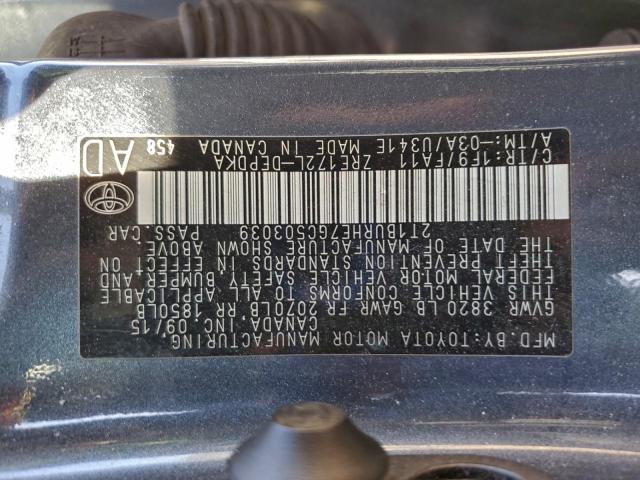 MFD.BY:TOYOTA MOTOR MANUFACTURING
CANADA INC. 09/15
GVWR 3820 LB GAWR FR 2070LB RR 1850LB
THIS VEHICLE CONFORMS TO ALL APPLICABLE
FEDERAL MOTOR VEHICLE SAFETY BUMPER AND
THEFT PREVENTION STANDARDS IN EFFECT ON
THE DATE OF MANUFACTURE SHOWN ABOVE.
2T1BURHE7GC503039 PASS.CAR
C/TR:1F9/FA11 ZRE172L-DEPDKA
A/TM:-03A/U341E MADE IN CANADA
458
AD